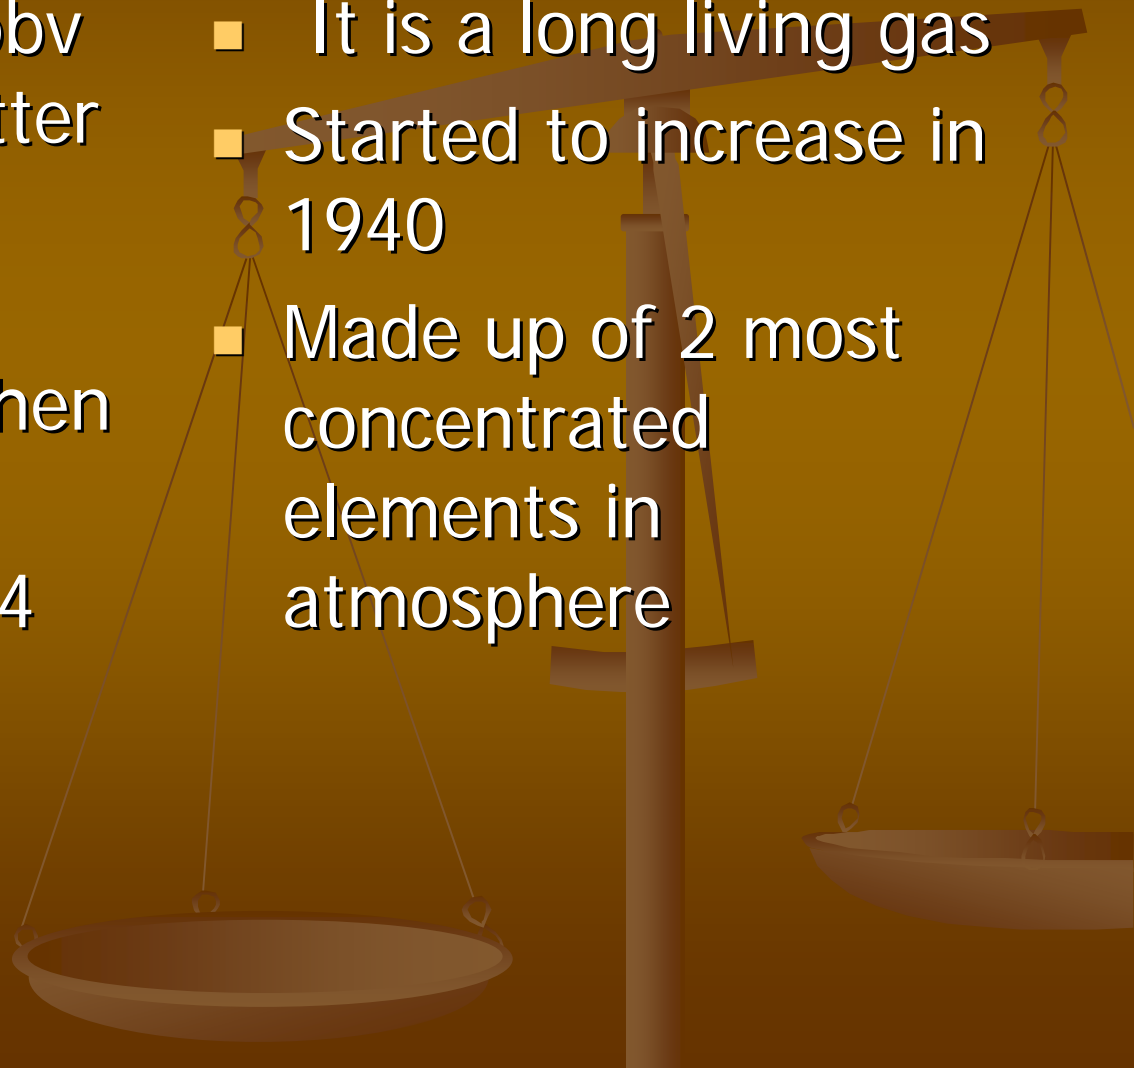 It is a long living gas
Started to increase in
1940
Made up of 2 most
concentrated
elements in
atmosphere
4